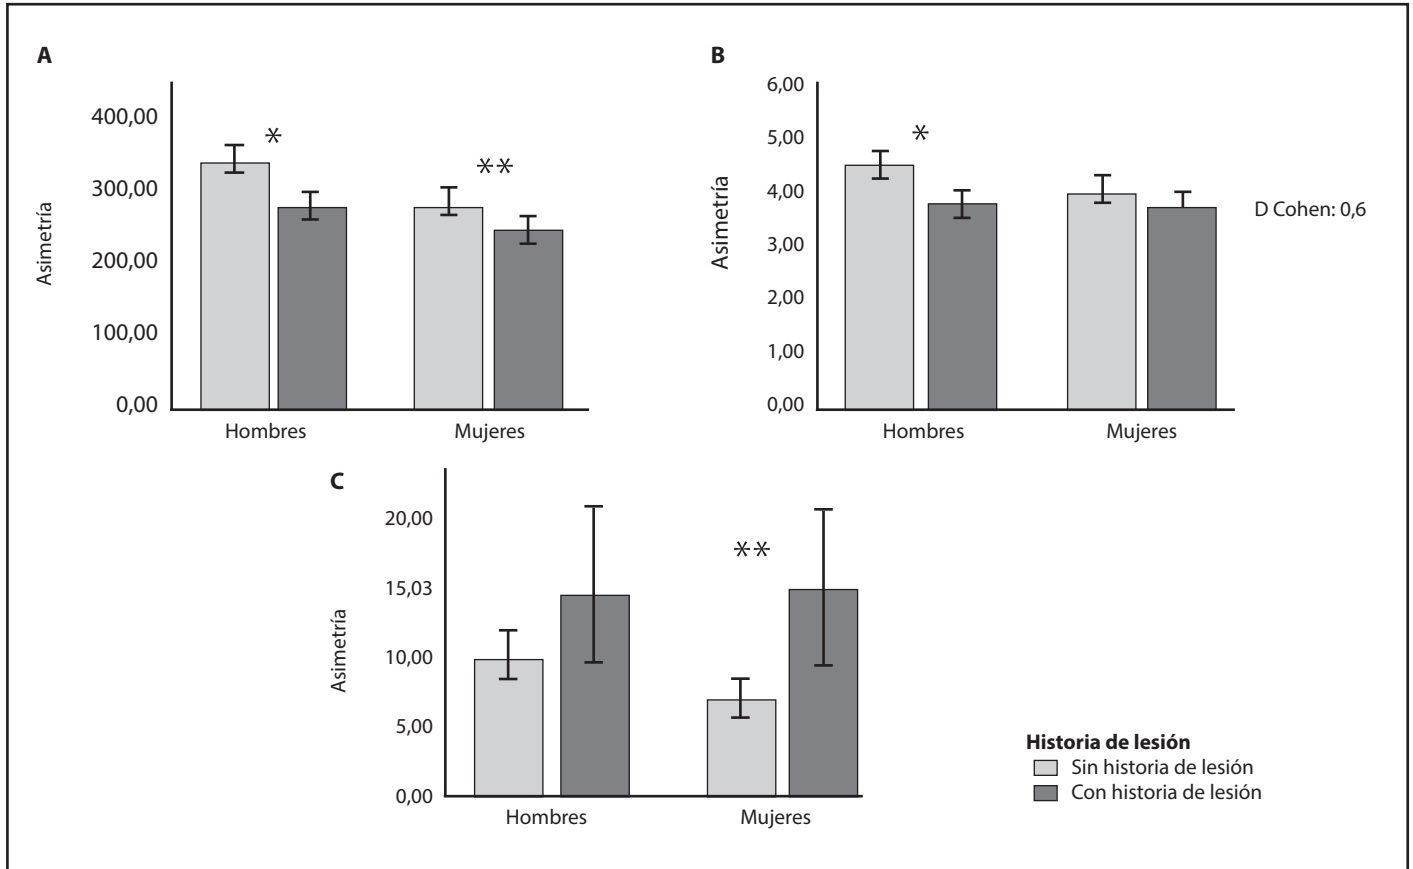 A
400,00
300,00
200,00
100,00
0,00
Asimetría
*
**
Hombres
Mujeres
B
6,00
5,00
4,00
3,00
2,00
1,00
0,00
Asimetría
*
Hombres
Mujeres
D Cohen: 0,6
C
20,00
15,03
10,00
5,00
0,00
Asimetría
**
Hombres
Mujeres
Historia de lesión
Sin historia de lesión
Con historia de lesión